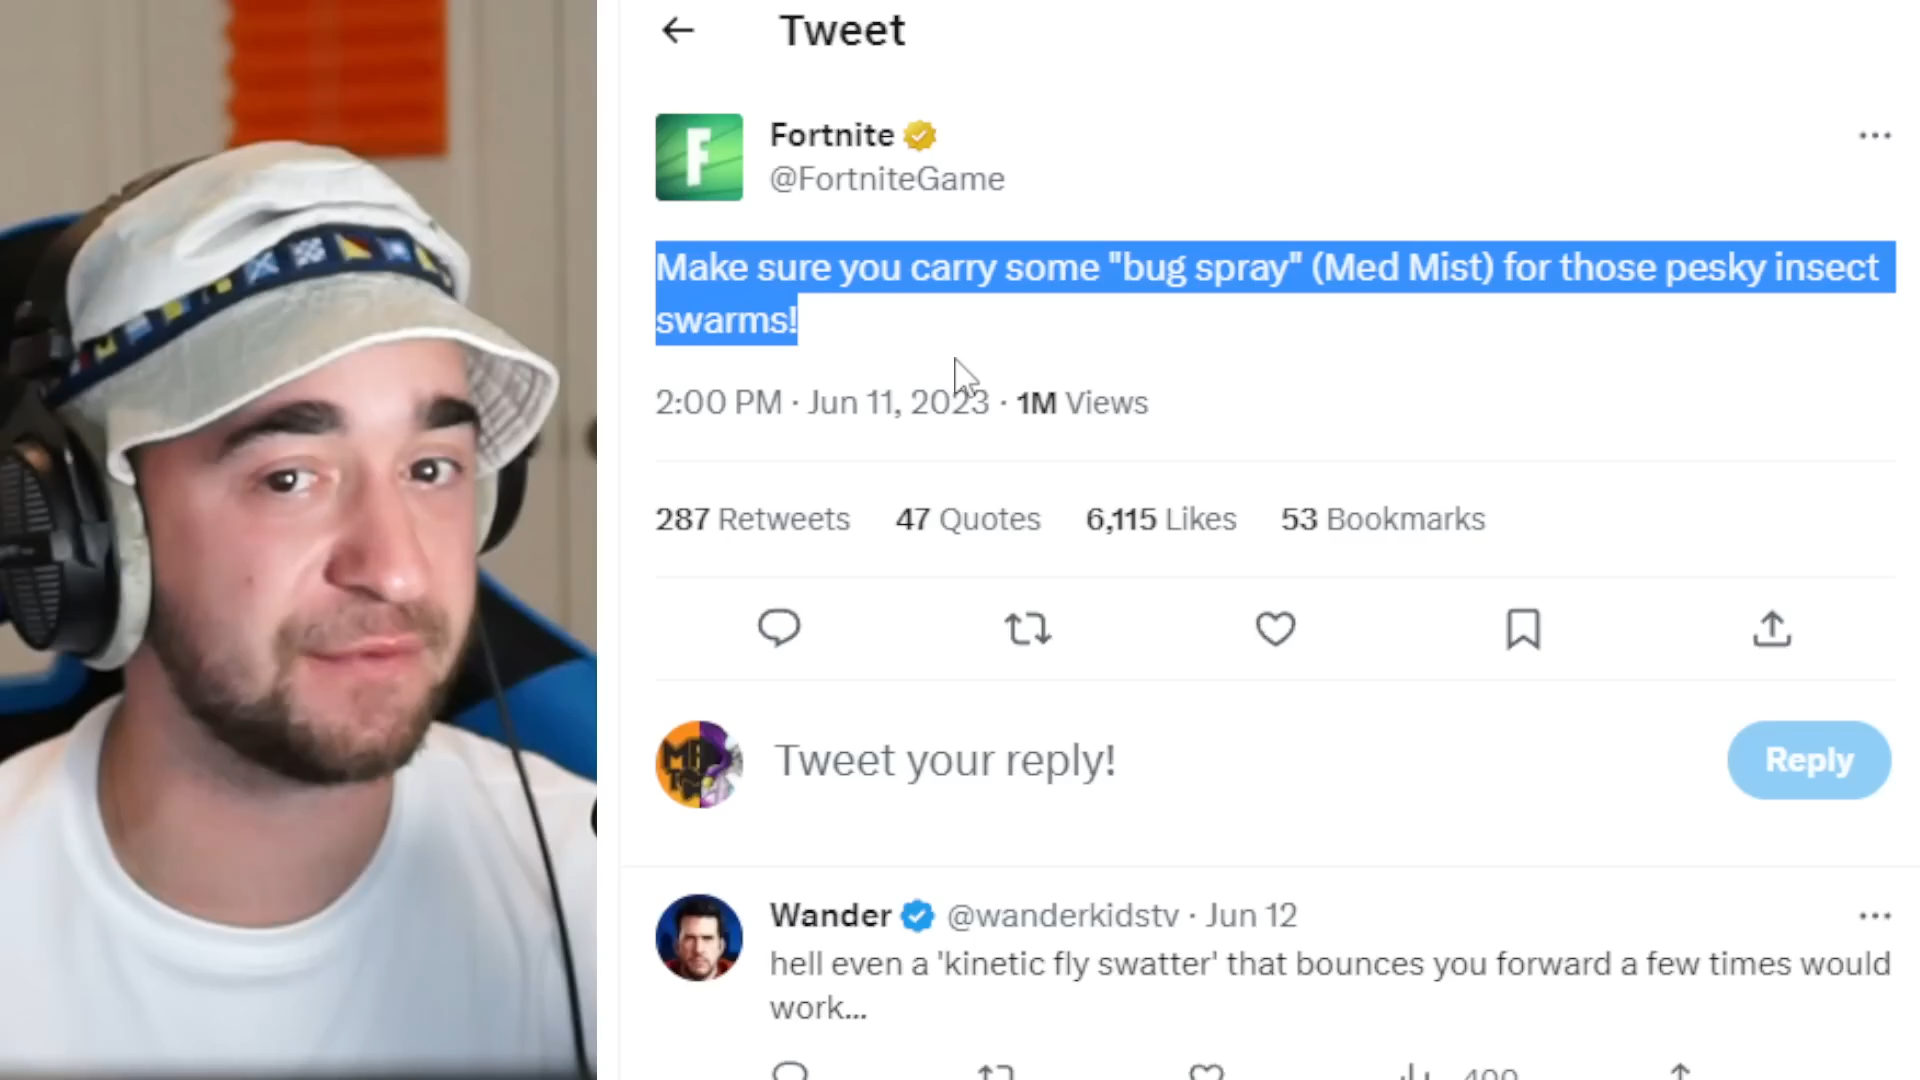 Tweet
F
Fortnite
@FortniteGame
Make sure you carry some "bug spray" (Med Mist) for those pesky insect
swarms!
2:00 PM · Jun 11, 2023 · 1M Views
287 Retweets 47 Quotes 6,115 Likes 53 Bookmarks
Tweet your reply!
Reply
Wander @wanderkidstv · Jun 12
hell even a 'kinetic fly swatter' that bounces you forward a few times would
work...